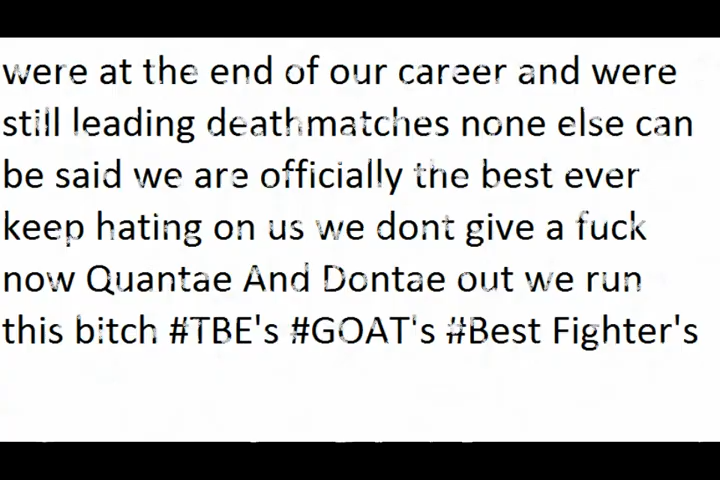 were at the end of our career and were
still leading deathmatches none else can
be said we are officially the best ever
keep hating on us we dont give a fuck
now Quantae And Dontae out we run
this bitch #TBE's #GOAT's #Best Fighter's